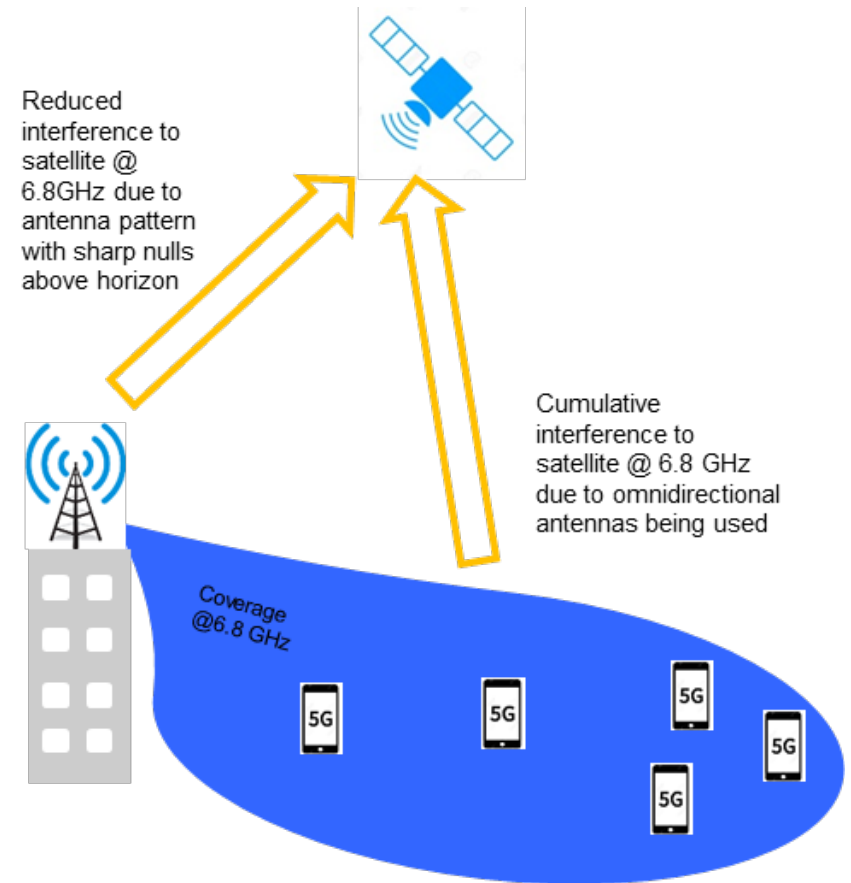 Reduced
interference to
satellite @
6.8GHz due to
antenna pattern
with sharp nulls
above horizon
Cumulative
interference to
satellite @ 6.8 GHz
due to omnidirectional
antennas being used
Coverage
@6.8 GHz
5G
5G
5G
5G
5G